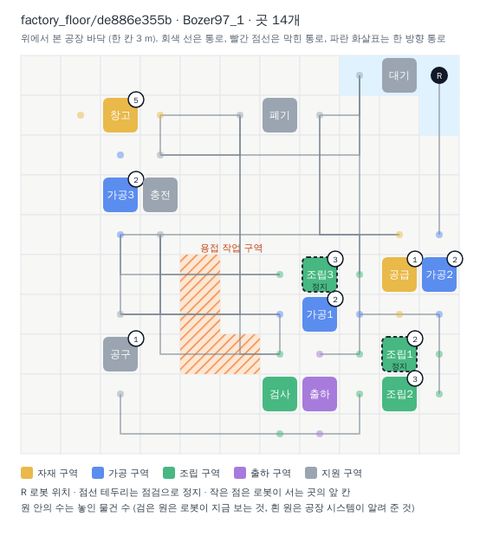 factory_floor/de886e355b · Bozer97_1 · 곳 14개
위에서 본 공장 바닥 (한 칸 3 m). 회색 선은 통로, 빨간 점선은 막힌 통로, 파란 화살표는 한 방향 통로
대기
R
창고
5
폐기
가공3
2
충전
용접 작업 구역
조립3
정지
3
공급
1
가공2
2
가공1
2
공구
1
조립1
정지
2
검사
출하
조립2
3
자재 구역
가공 구역
조립 구역
출하 구역
지원 구역
R 로봇 위치 · 점선 테두리는 점검으로 정지 · 작은 점은 로봇이 서는 곳의 앞 칸
원 안의 수는 놓인 물건 수 (검은 원은 로봇이 지금 보는 것, 흰 원은 공장 시스템이 알려 준 것)